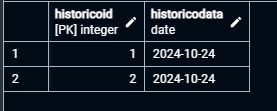 historicoid historicodata
[PK] integer date
1 1 2024-10-24
2 2 2024-10-24